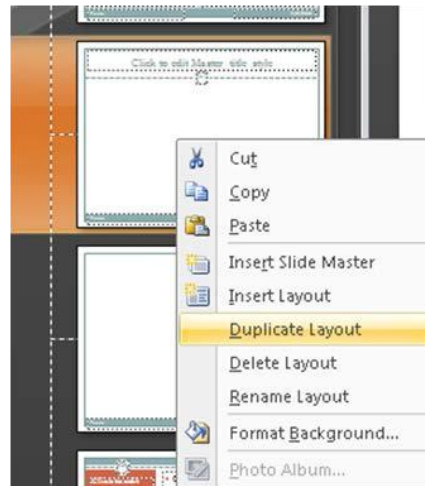 Click to edit Master title style
Cut
Copy
Paste
Insert Slide Master
Insert Layout
Duplicate Layout
Delete Layout
Rename Layout
Format Background...
Photo Album...